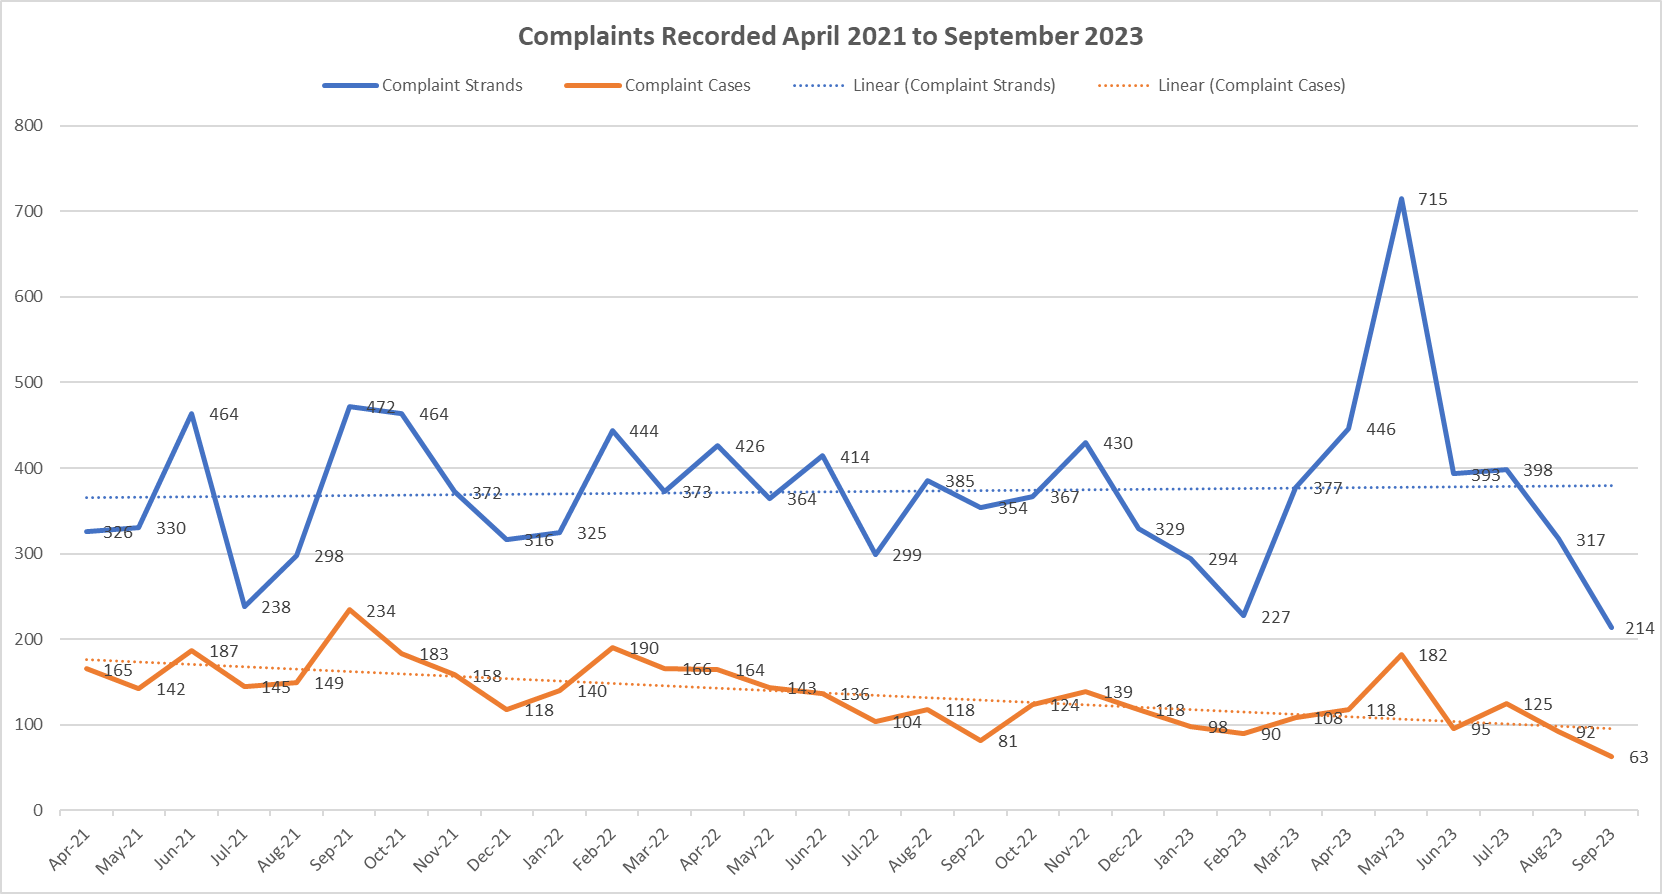 Complaints Recorded April 2021 to September 2023
Complaint Strands Complaint Cases Linear (Complaint Strands) Linear (Complaint Cases)
800
700
600
500
400
300
200
100
0
326 330 464 238 298 472 464 372 316 325 444 373 426 364 414 299 385 354 367 430 329 294 227 377 446 715 393 398 317 214
165 142 187 145 149 234 183 158 118 140 190 166 164 143 136 104 118 81 124 139 118 98 90 108 118 182 95 125 92 63
Apr-21 May-21 Jun-21 Jul-21 Aug-21 Sep-21 Oct-21 Nov-21 Dec-21 Jan-22 Feb-22 Mar-22 Apr-22 May-22 Jun-22 Jul-22 Aug-22 Sep-22 Oct-22 Nov-22 Dec-22 Jan-23 Feb-23 Mar-23 Apr-23 May-23 Jun-23 Jul-23 Aug-23 Sep-23